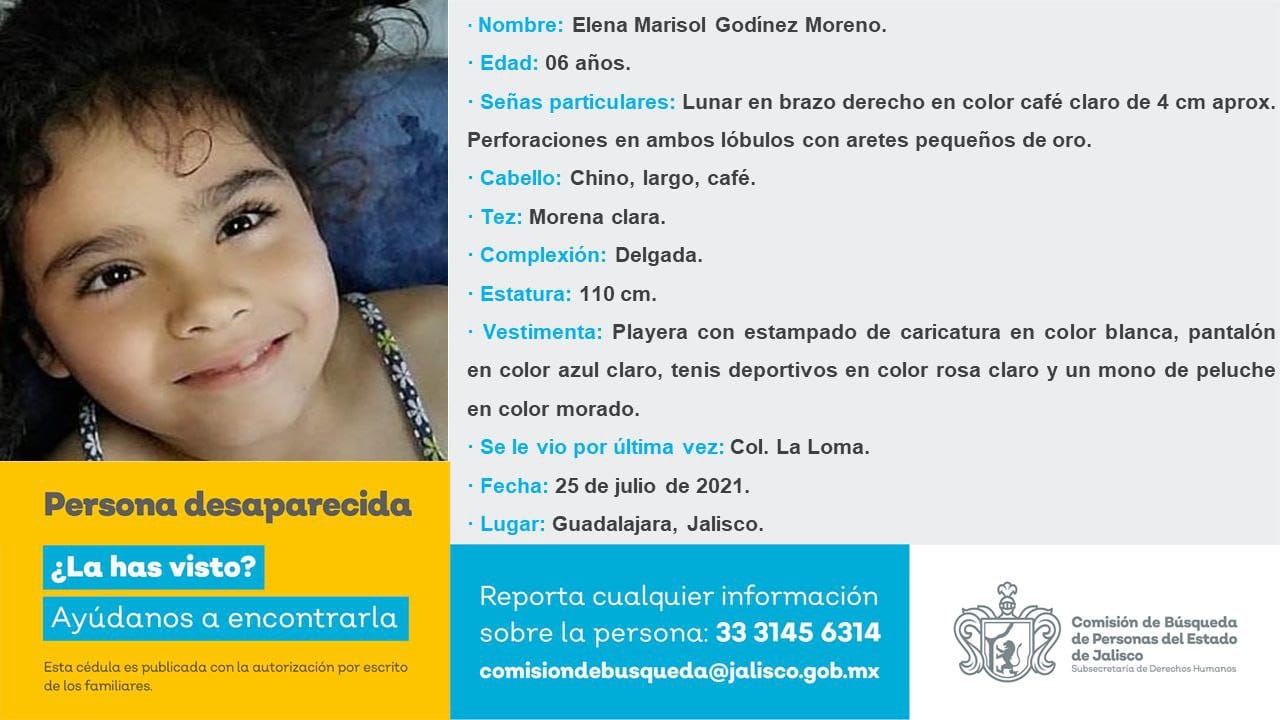 · Nombre: Elena Marisol Godínez Moreno.
· Edad: 06 años.
· Señas particulares: Lunar en brazo derecho en color café claro de 4 cm aprox.
Perforaciones en ambos lóbulos con aretes pequeños de oro.
· Cabello: Chino, largo, café.
· Tez: Morena clara.
· Complexión: Delgada.
· Estatura: 110 cm.
· Vestimenta: Playera con estampado de caricatura en color blanca, pantalón
en color azul claro, tenis deportivos en color rosa claro y un mono de peluche
en color morado.
· Se le vio por última vez: Col. La Loma.
· Fecha: 25 de julio de 2021.
· Lugar: Guadalajara, Jalisco.
Persona desaparecida
¿La has visto?
Ayúdanos a encontrarla
Esta cédula es publicada con la autorización por escrito
de los familiares.
Reporta cualquier información
sobre la persona: 33 3145 6314
comisiondebusqueda@jalisco.gob.mx
Comisión de Búsqueda
de Personas del Estado
de Jalisco
Subsecretaría de Derechos Humanos